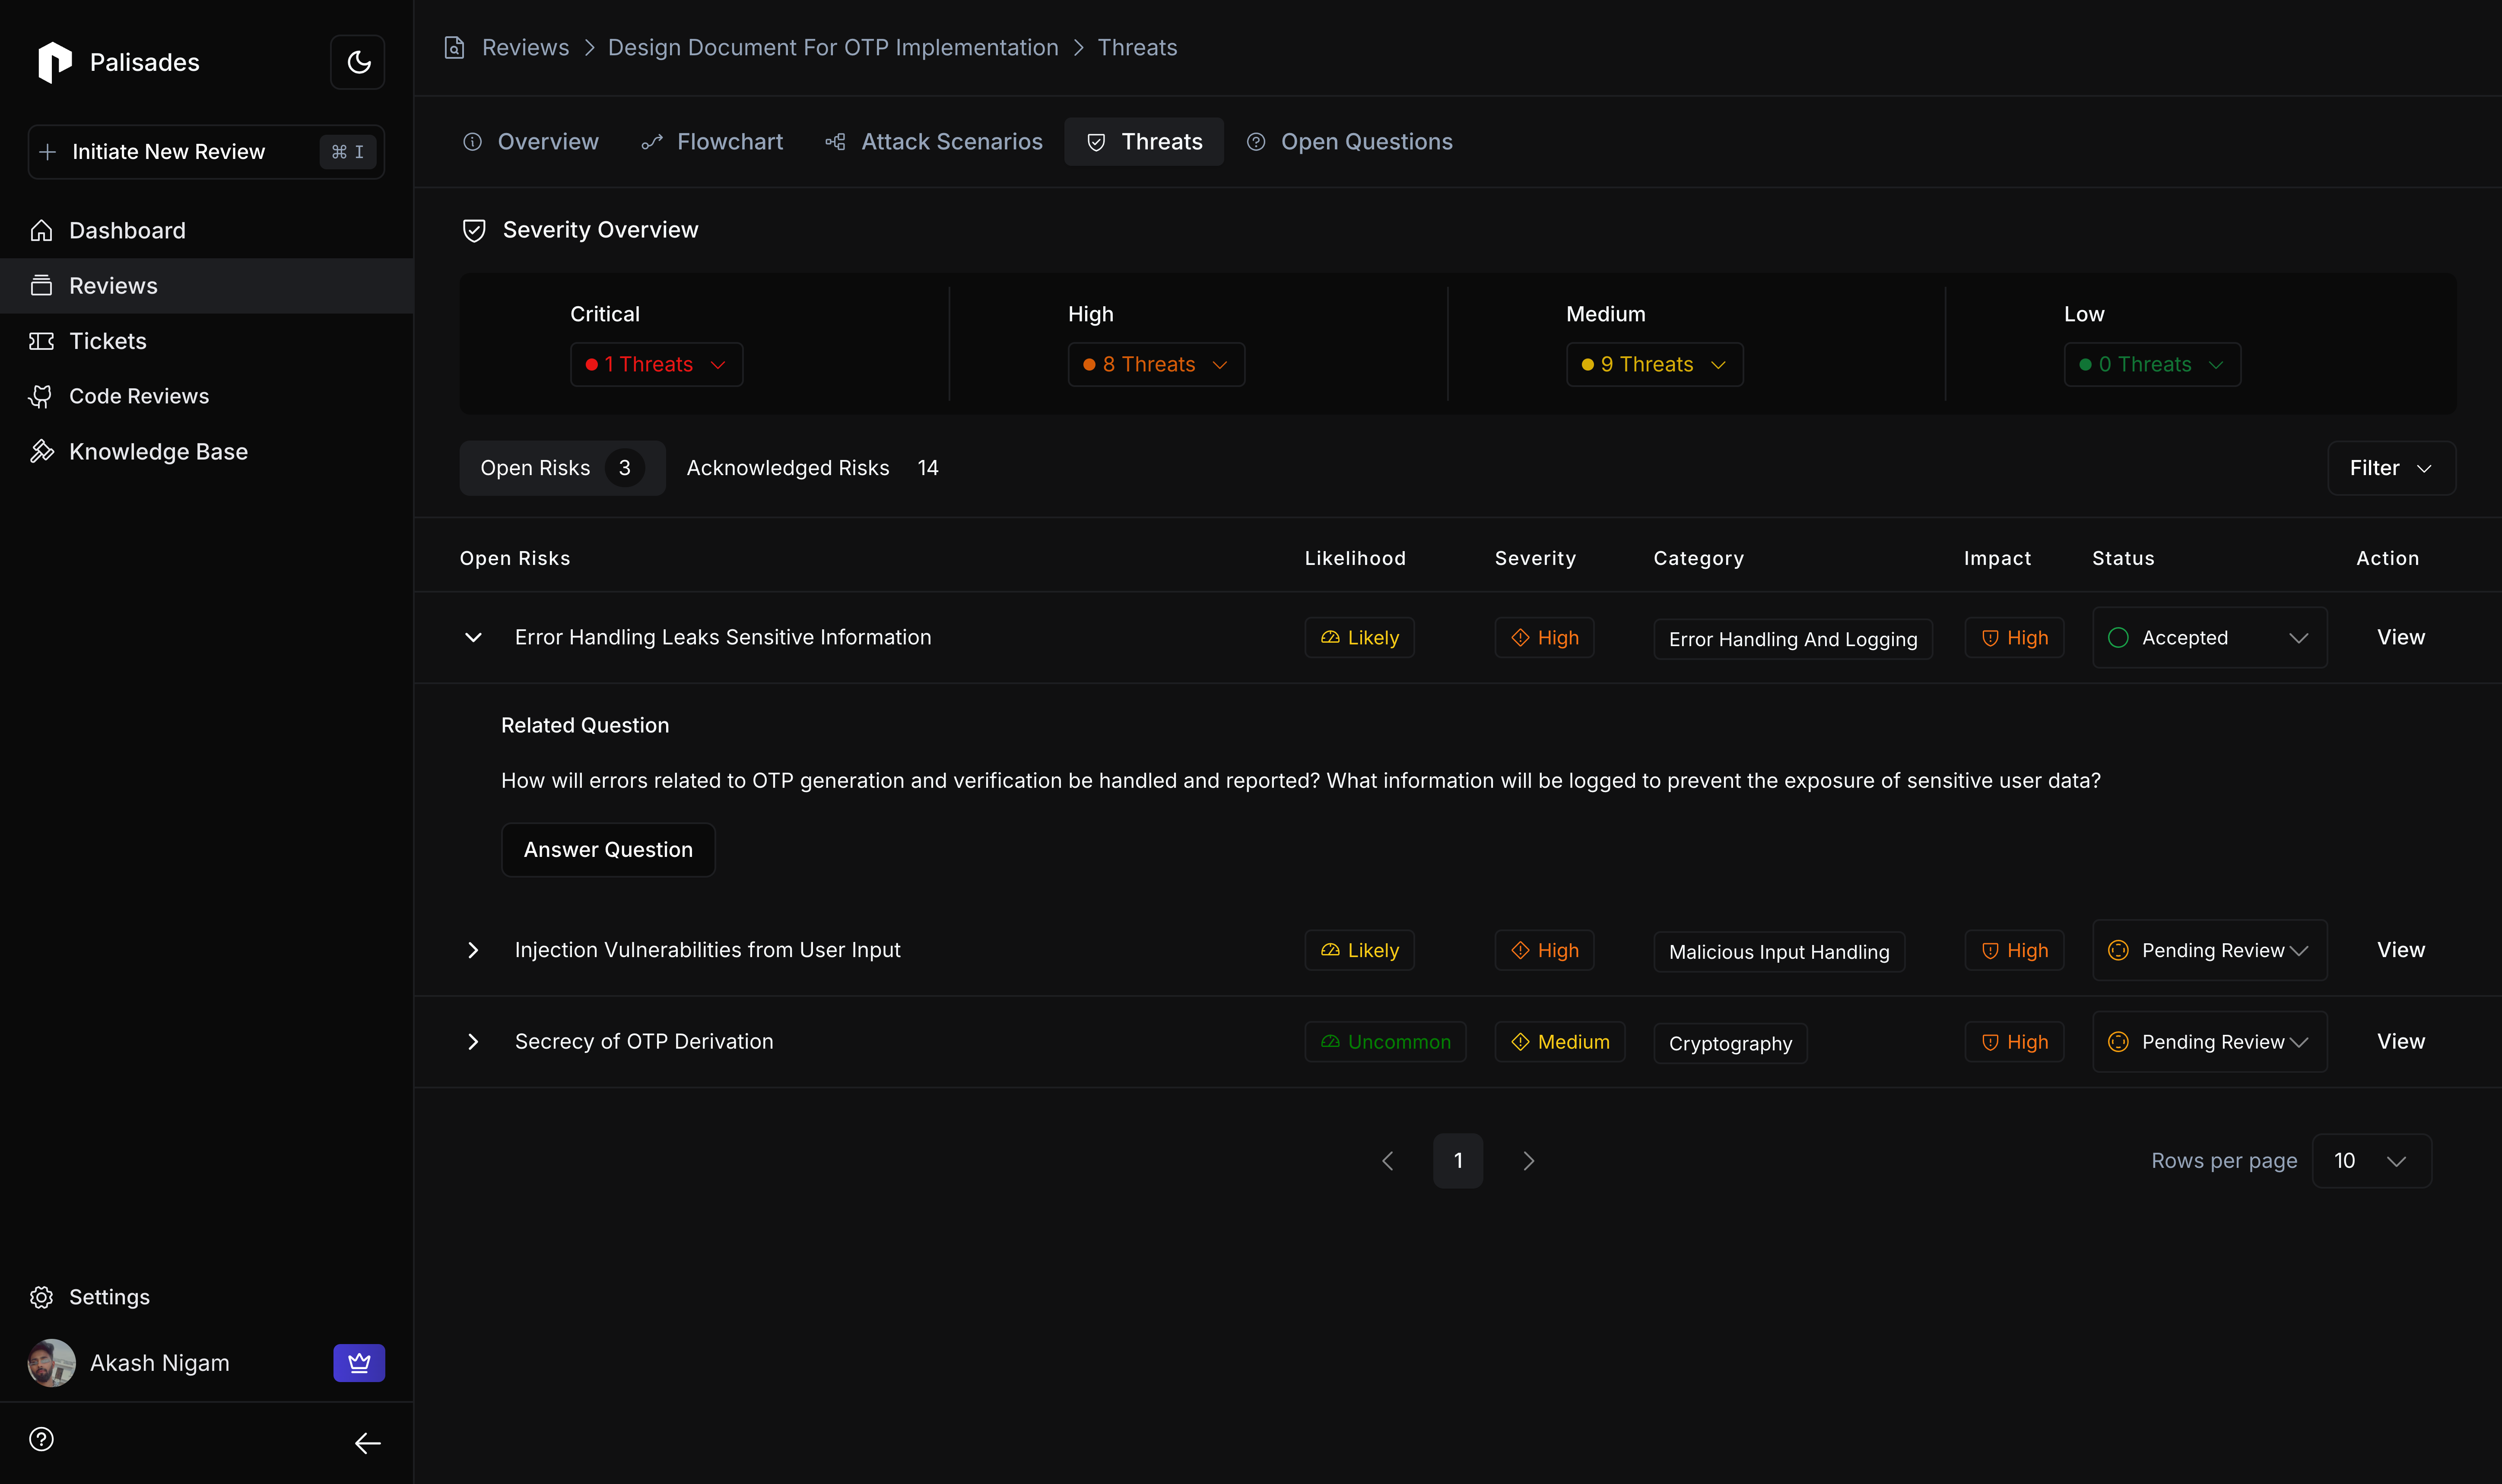 Palisades
Initiate New Review ⌘ I
Dashboard
Reviews
Tickets
Code Reviews
Knowledge Base
Settings
Akash Nigam
Reviews > Design Document For OTP Implementation > Threats
Overview Flowchart Attack Scenarios Threats Open Questions
Severity Overview
Critical High Medium Low
1 Threats 8 Threats 9 Threats 0 Threats
Open Risks 3 Acknowledged Risks 14 Filter
Open Risks Likelihood Severity Category Impact Status Action
Error Handling Leaks Sensitive Information Likely High Error Handling And Logging High Accepted View
Related Question
How will errors related to OTP generation and verification be handled and reported? What information will be logged to prevent the exposure of sensitive user data?
Answer Question
Injection Vulnerabilities from User Input Likely High Malicious Input Handling High Pending Review View
Secrecy of OTP Derivation Uncommon Medium Cryptography High Pending Review View
1 Rows per page 10